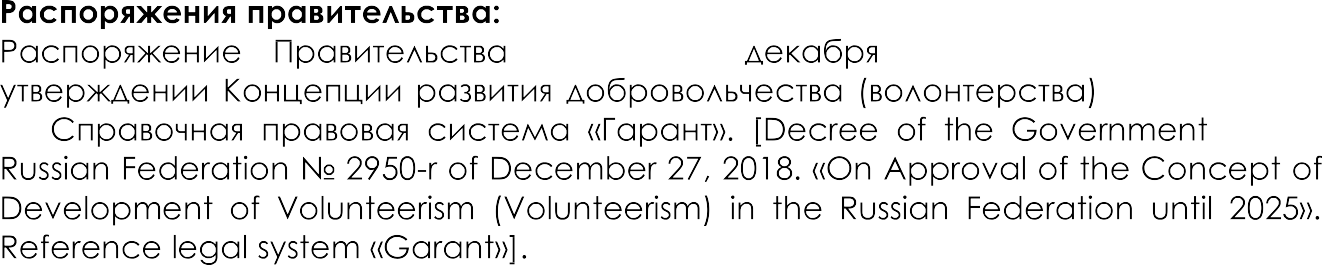 Распоряжения правительства:
Распоряжение Правительства декабря
утверждении Концепции развития добровольчества (волонтерства)
Справочная правовая система «Гарант». [Decree of the Government
Russian Federation № 2950-r of December 27, 2018. «On Approval of the Concept of
Development of Volunteerism (Volunteerism) in the Russian Federation until 2025».
Reference legal system «Garant»].